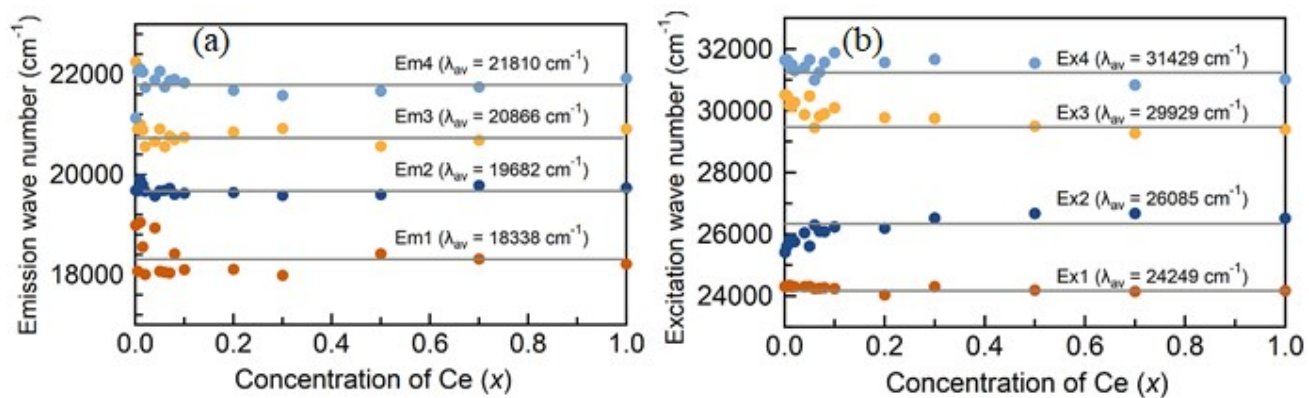 (a)
Emission wave number (cm⁻¹)
22000
20000
18000
Em4 (λav = 21810 cm⁻¹)
Em3 (λav = 20866 cm⁻¹)
Em2 (λav = 19682 cm⁻¹)
Em1 (λav = 18338 cm⁻¹)
0.0 0.2 0.4 0.6 0.8 1.0
Concentration of Ce (x)
(b)
Excitation wave number (cm⁻¹)
32000
30000
28000
26000
24000
Ex4 (λav = 31429 cm⁻¹)
Ex3 (λav = 29929 cm⁻¹)
Ex2 (λav = 26085 cm⁻¹)
Ex1 (λav = 24249 cm⁻¹)
0.0 0.2 0.4 0.6 0.8 1.0
Concentration of Ce (x)